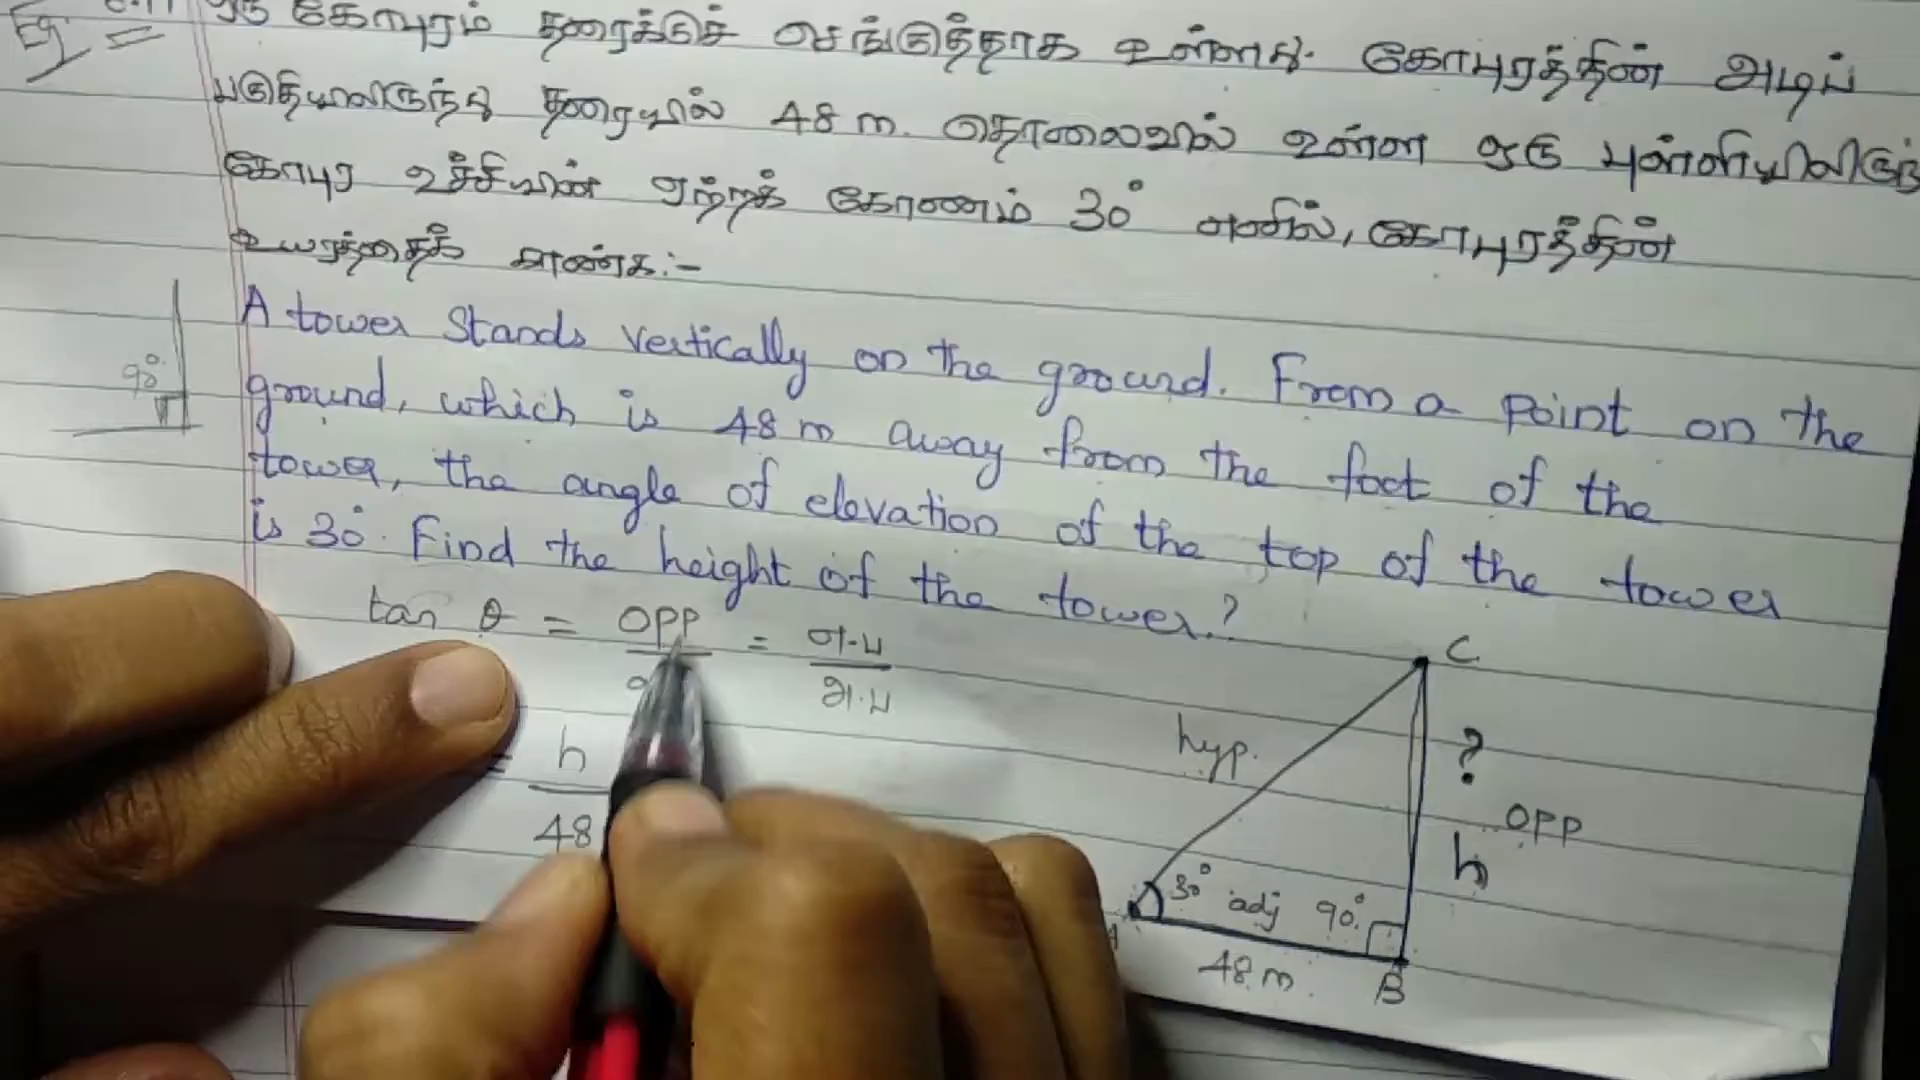 கோபுரம் தரைக்குச் செங்குத்தாக உள்ளது. கோபுரத்தின் அடிப்
பகுதியிலிருந்து தரையில் 48 m. தொலைவில் உள்ள ஒரு
கோபுர உச்சியின் ஏற்றக் கோணம் 30° எனில், கோபுரத்தின்
உயரத்தைக் காண்க:-
90°
A tower Stands vertically on the ground. From a Point on the
ground, which is 48 m away from the foot of the
tower, the angle of elevation of the top of the tower
is 30°. Find the height of the tower?
tan θ = OPP = எ.ப
அ.ப
= h
48
C
hyp.
?
OPP
h
30° adj 90°
48 m.
B